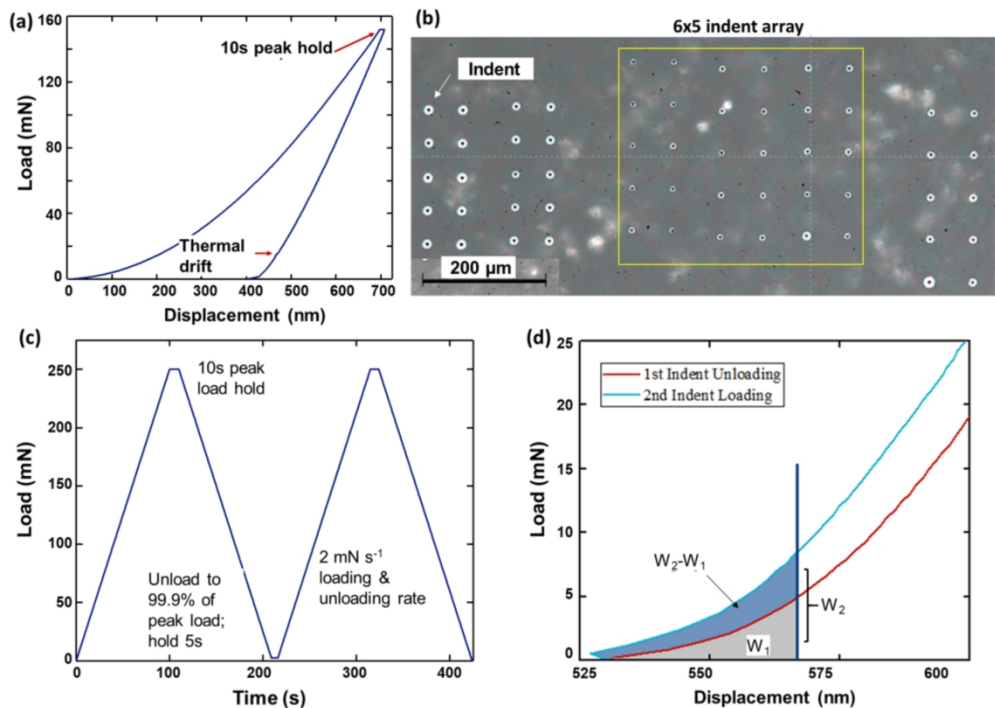 (a)
160
120
80
40
0
Load (mN)
10s peak hold
Thermal
drift
0 100 200 300 400 500 600 700
Displacement (nm)
(b)
6x5 indent array
Indent
200 µm
(c)
250
200
150
100
50
0
Load (mN)
10s peak
load hold
Unload to
99.9% of
peak load;
hold 5s
2 mN s⁻¹
loading &
unloading rate
0 100 200 300 400
Time (s)
(d)
25
20
15
10
5
0
Load (mN)
1st Indent Unloading
2nd Indent Loading
W₂-W₁
W₂
W₁
525 550 575 600
Displacement (nm)